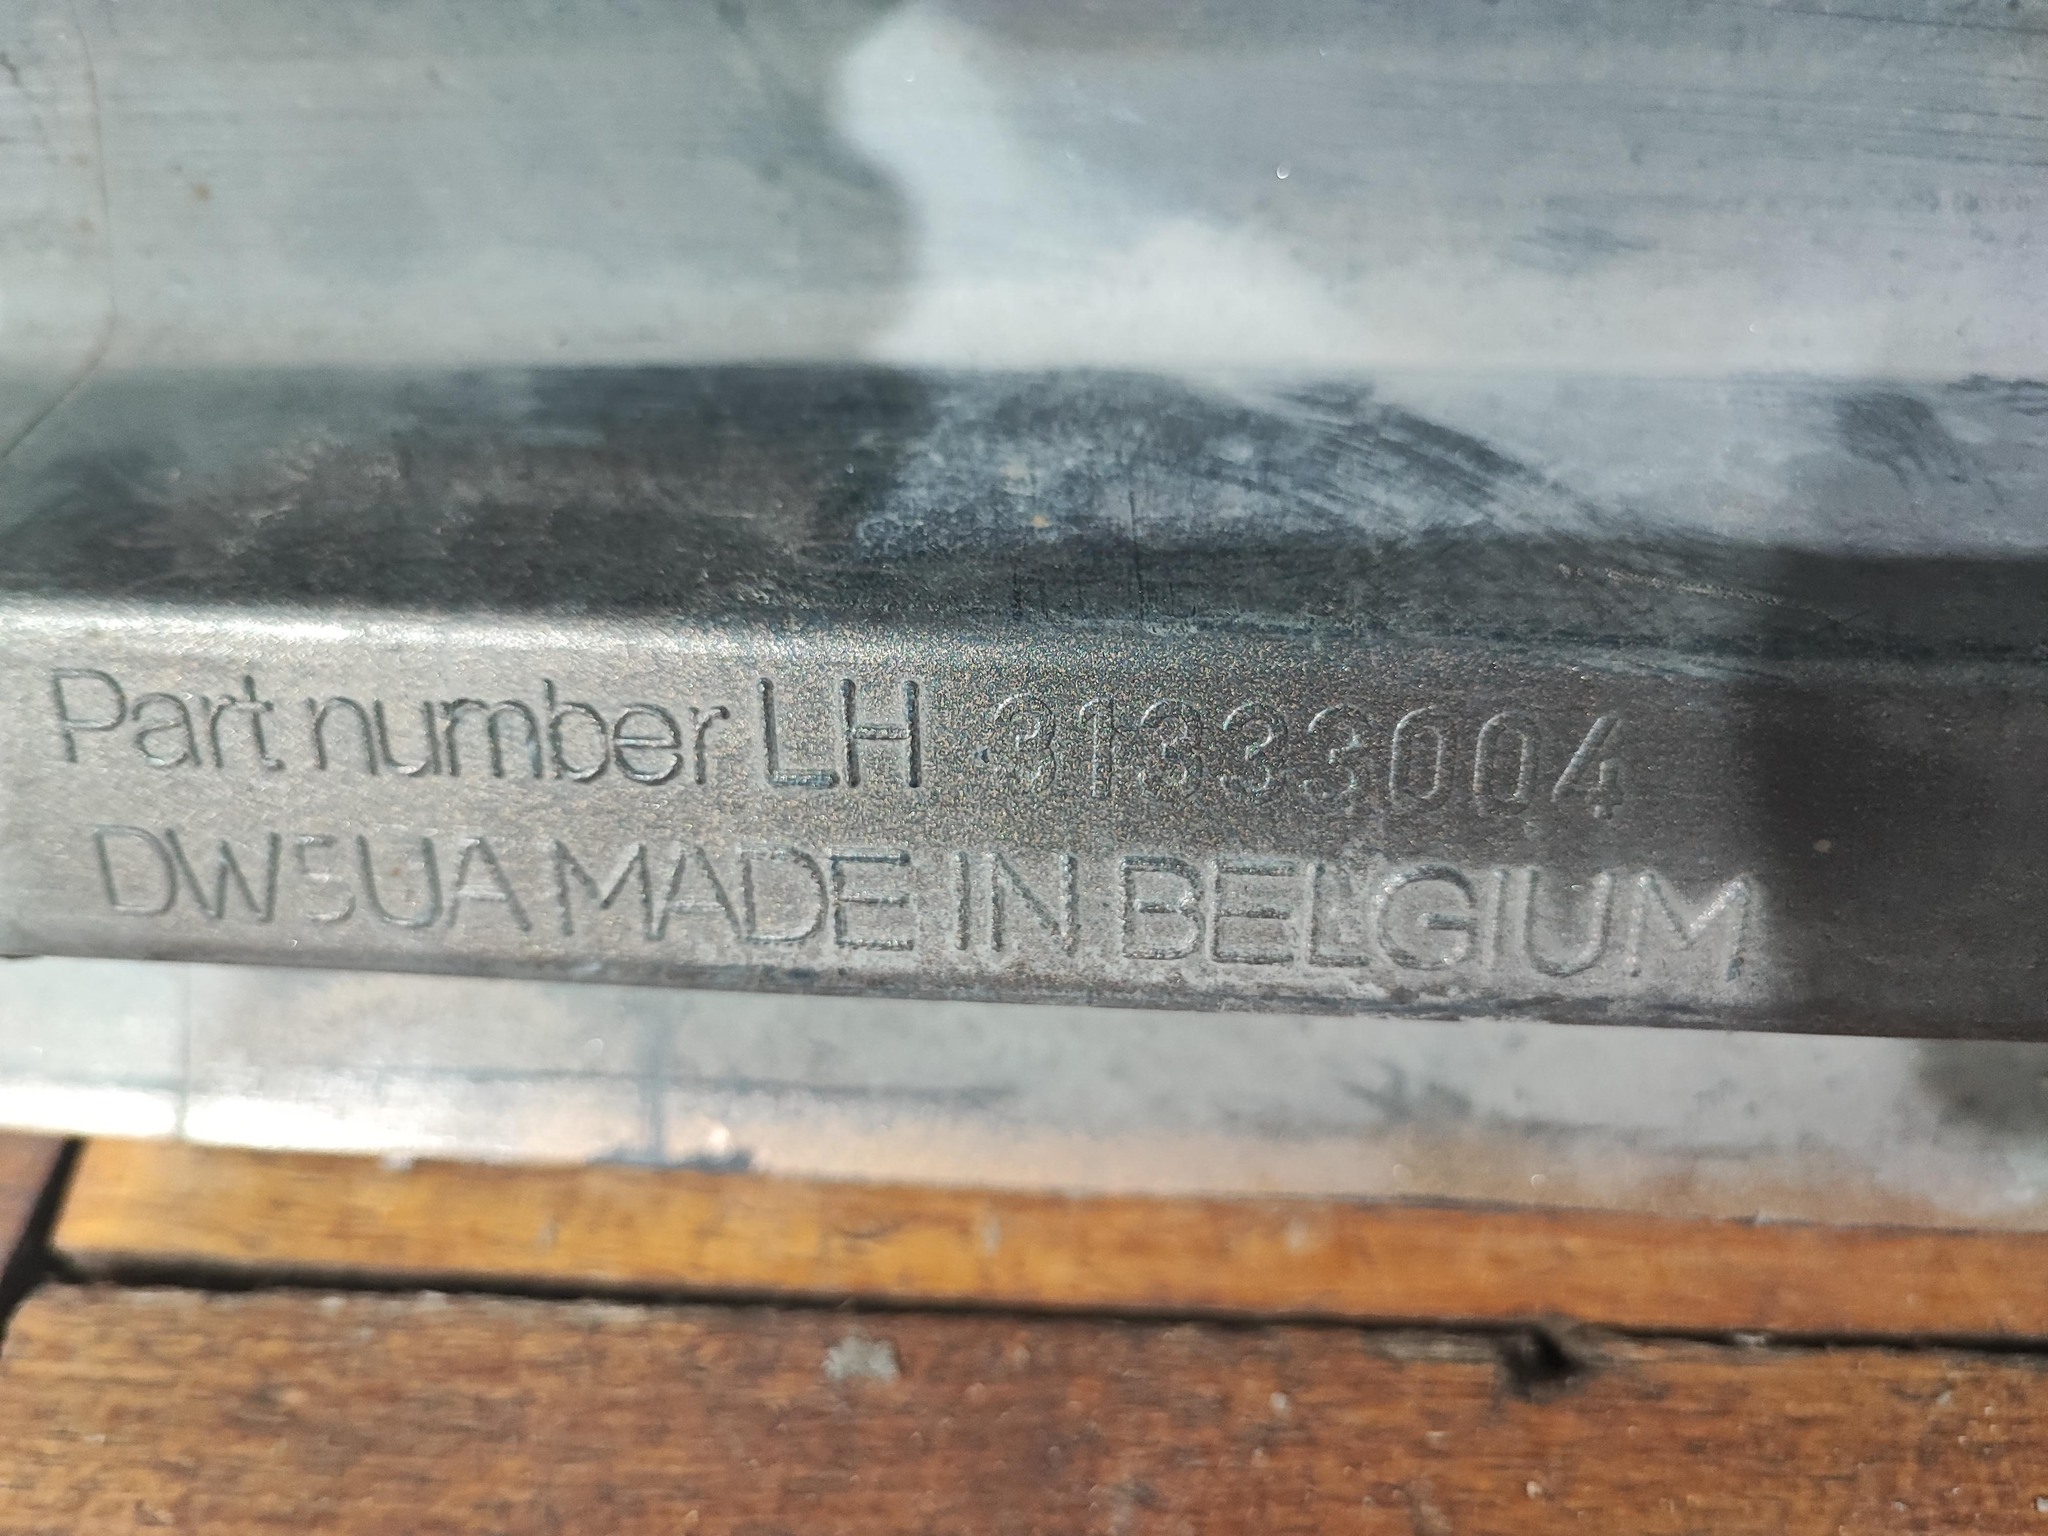 Part number LH 31333004
DW5UA MADE IN BELGIUM